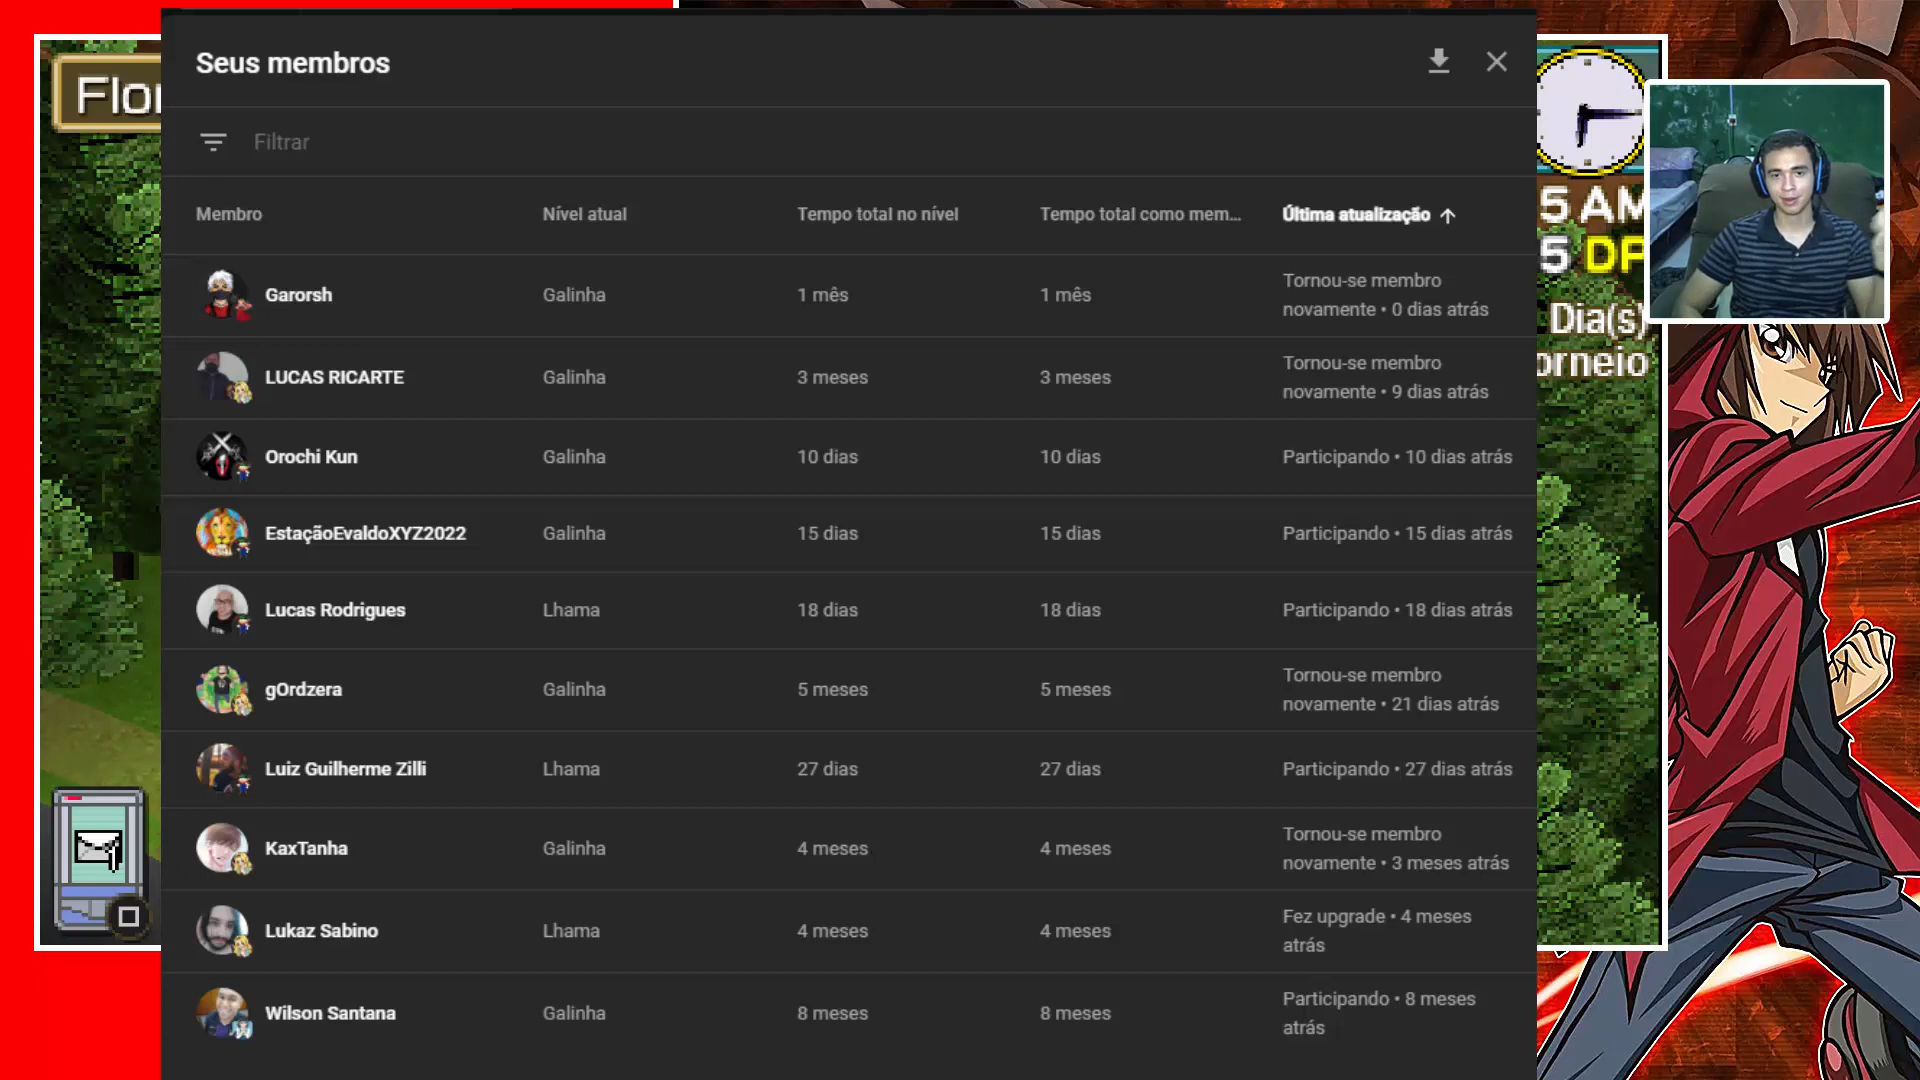 Seus membros
Filtrar
Membro
Nível atual
Tempo total no nível
Tempo total como mem...
Última atualização
Garorsh
Galinha
1 mês
1 mês
Tornou-se membro
novamente • 0 dias atrás
LUCAS RICARTE
Galinha
3 meses
3 meses
Tornou-se membro
novamente • 9 dias atrás
Orochi Kun
Galinha
10 dias
10 dias
Participando • 10 dias atrás
EstaçãoEvaldoXYZ2022
Galinha
15 dias
15 dias
Participando • 15 dias atrás
Lucas Rodrigues
Lhama
18 dias
18 dias
Participando • 18 dias atrás
gOrdzera
Galinha
5 meses
5 meses
Tornou-se membro
novamente • 21 dias atrás
Luiz Guilherme Zilli
Lhama
27 dias
27 dias
Participando • 27 dias atrás
KaxTanha
Galinha
4 meses
4 meses
Tornou-se membro
novamente • 3 meses atrás
Lukaz Sabino
Lhama
4 meses
4 meses
Fez upgrade • 4 meses
atrás
Wilson Santana
Galinha
8 meses
8 meses
Participando • 8 meses
atrás
Flor
5 AM
5 DP
Dia(s)
orneio